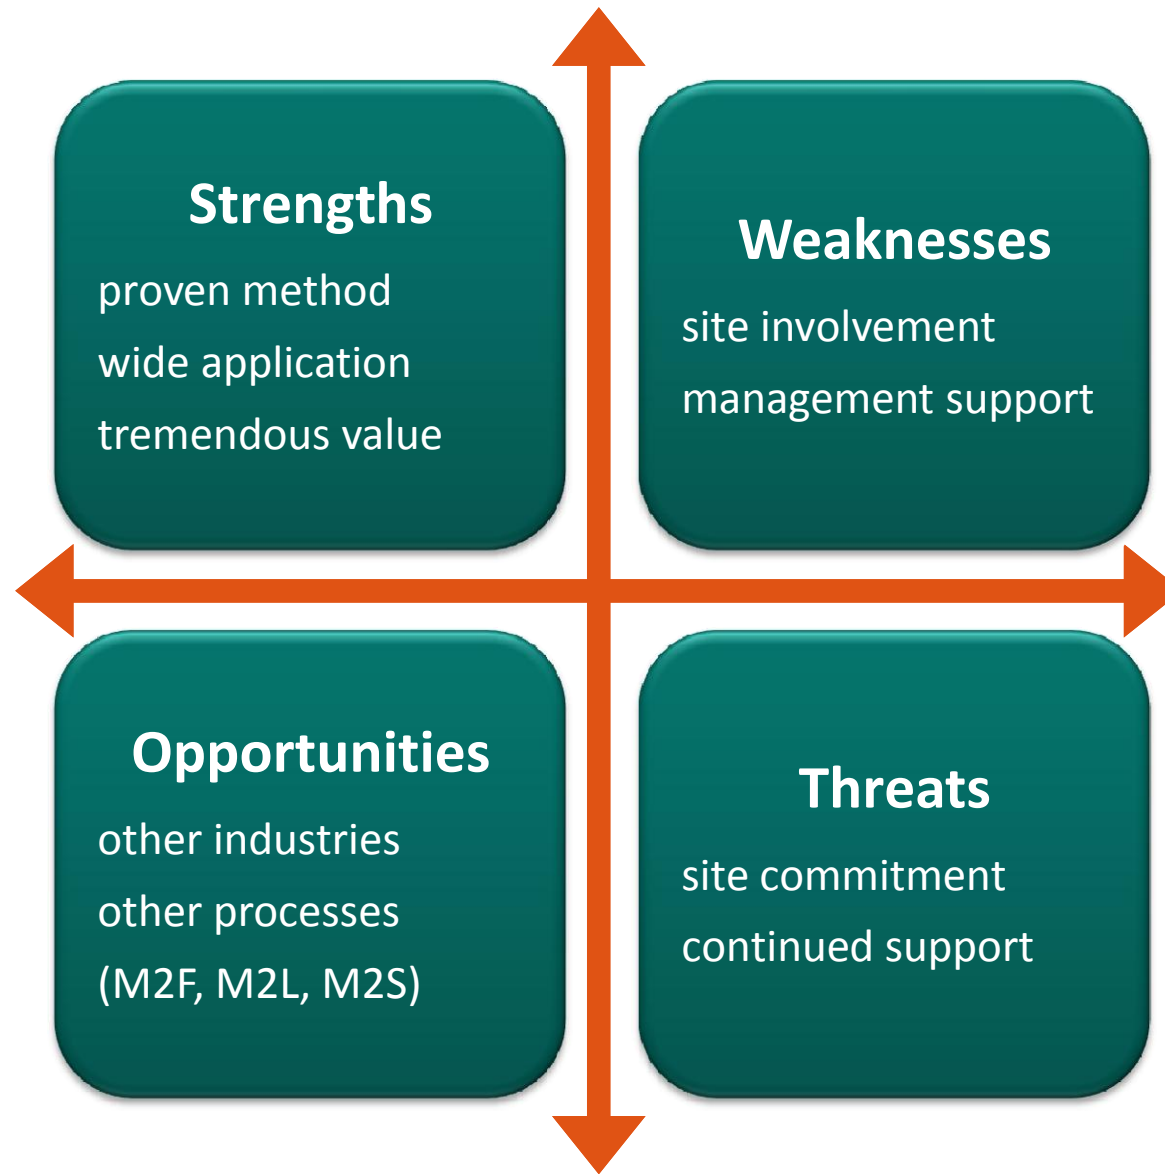 Strengths
proven method
wide application
tremendous value
Weaknesses
site involvement
management support
Opportunities
other industries
other processes
(M2F, M2L, M2S)
Threats
site commitment
continued support